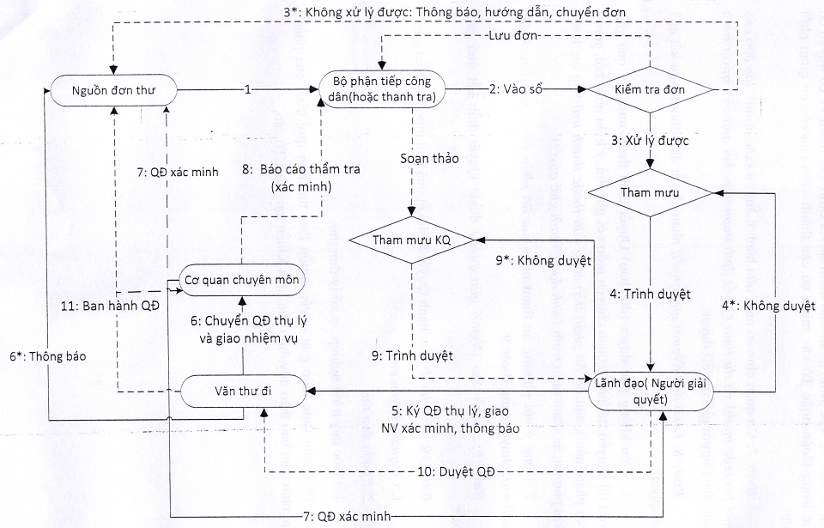 3*: Không xử lý được: Thông báo, hướng dẫn, chuyển đơn
Lưu đơn
Nguồn đơn thư
1
Bộ phận tiếp công
dân(hoặc thanh tra)
2: Vào sổ
Kiểm tra đơn
3: Xử lý được
7: QĐ xác minh
8: Báo cáo thẩm tra
(xác minh)
Soạn thảo
Tham mưu
Tham mưu KQ
9*: Không duyệt
Cơ quan chuyên môn
4: Trình duyệt
4*: Không duyệt
11: Ban hành QĐ
6: Chuyển QĐ thụ lý
và giao nhiệm vụ
6*: Thông báo
9: Trình duyệt
Văn thư đi
Lãnh đạo( Người giải
quyết)
5: Ký QĐ thụ lý, giao
NV xác minh, thông báo
10: Duyệt QĐ
7: QĐ xác minh